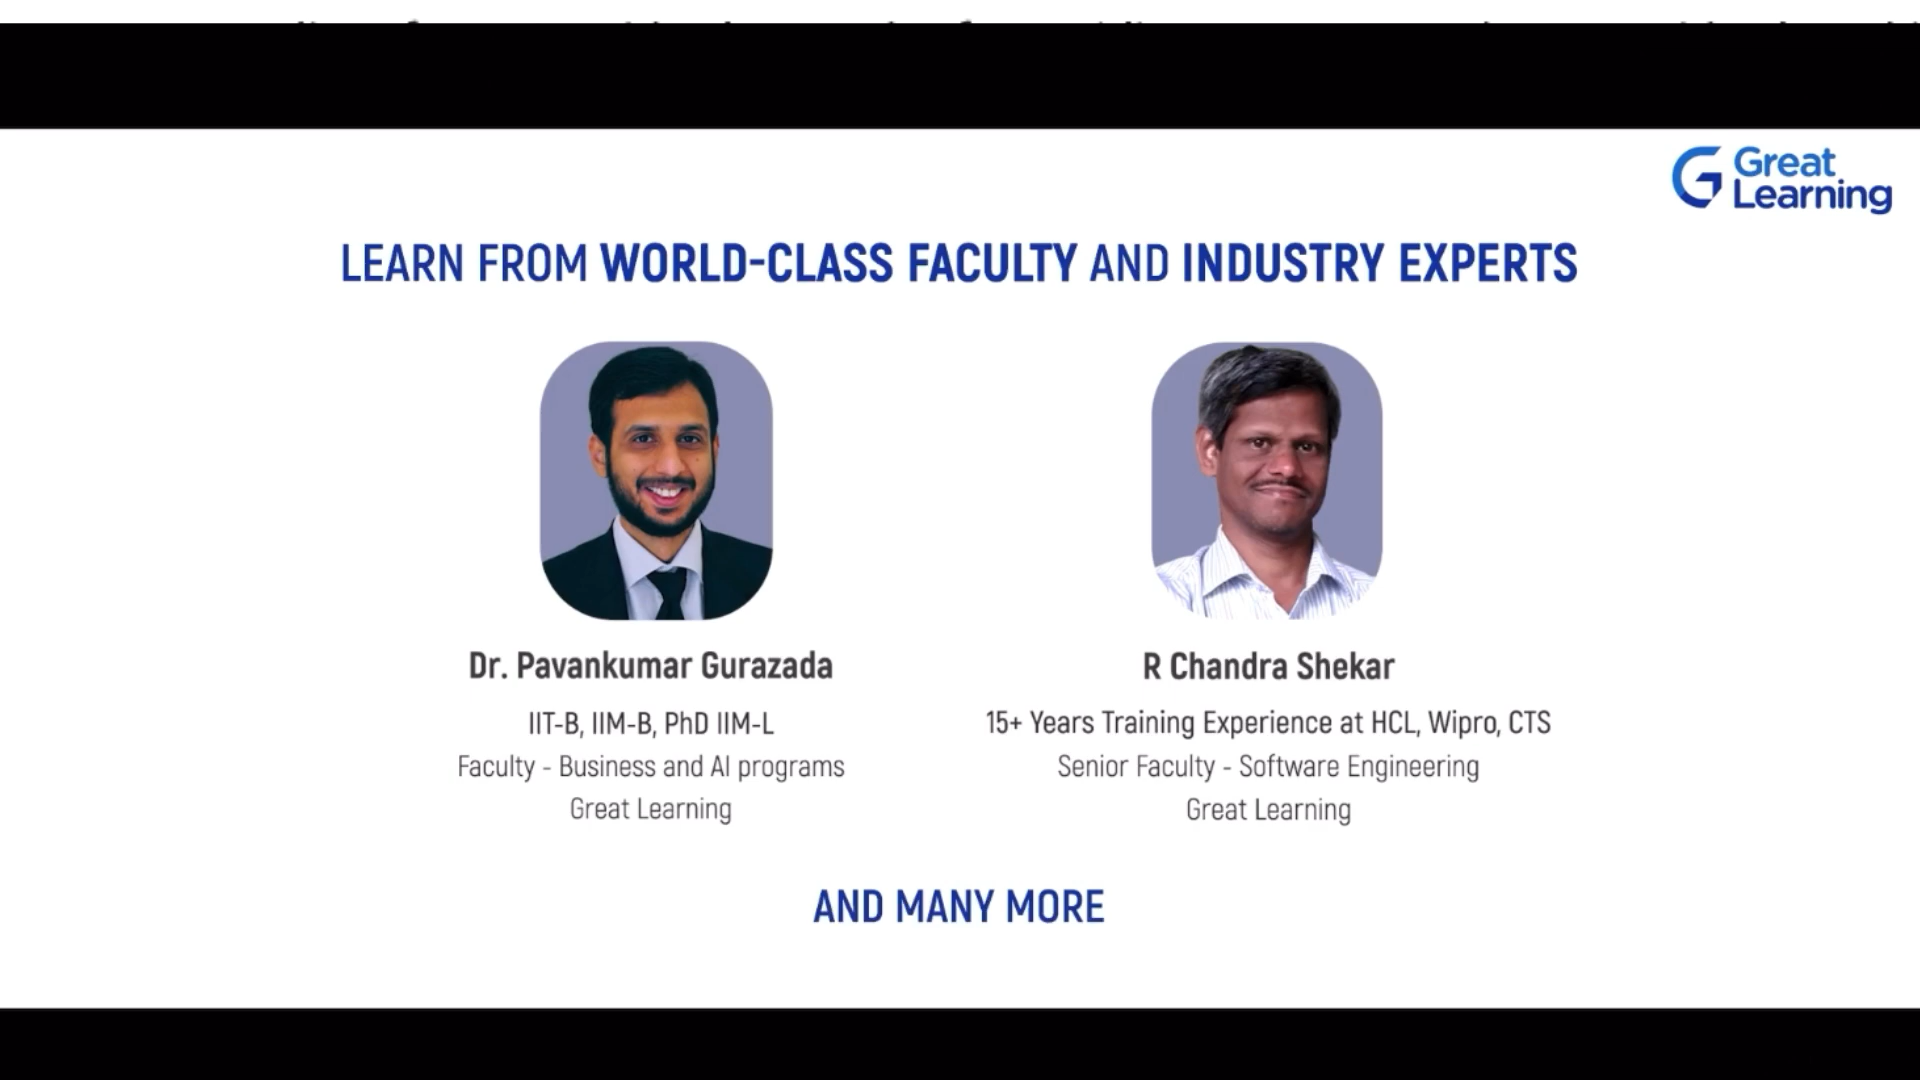 Great
Learning
LEARN FROM WORLD-CLASS FACULTY AND INDUSTRY EXPERTS
Dr. Pavankumar Gurazada
IIT-B, IIM-B, PhD IIM-L
Faculty - Business and AI programs
Great Learning
R Chandra Shekar
15+ Years Training Experience at HCL, Wipro, CTS
Senior Faculty - Software Engineering
Great Learning
AND MANY MORE